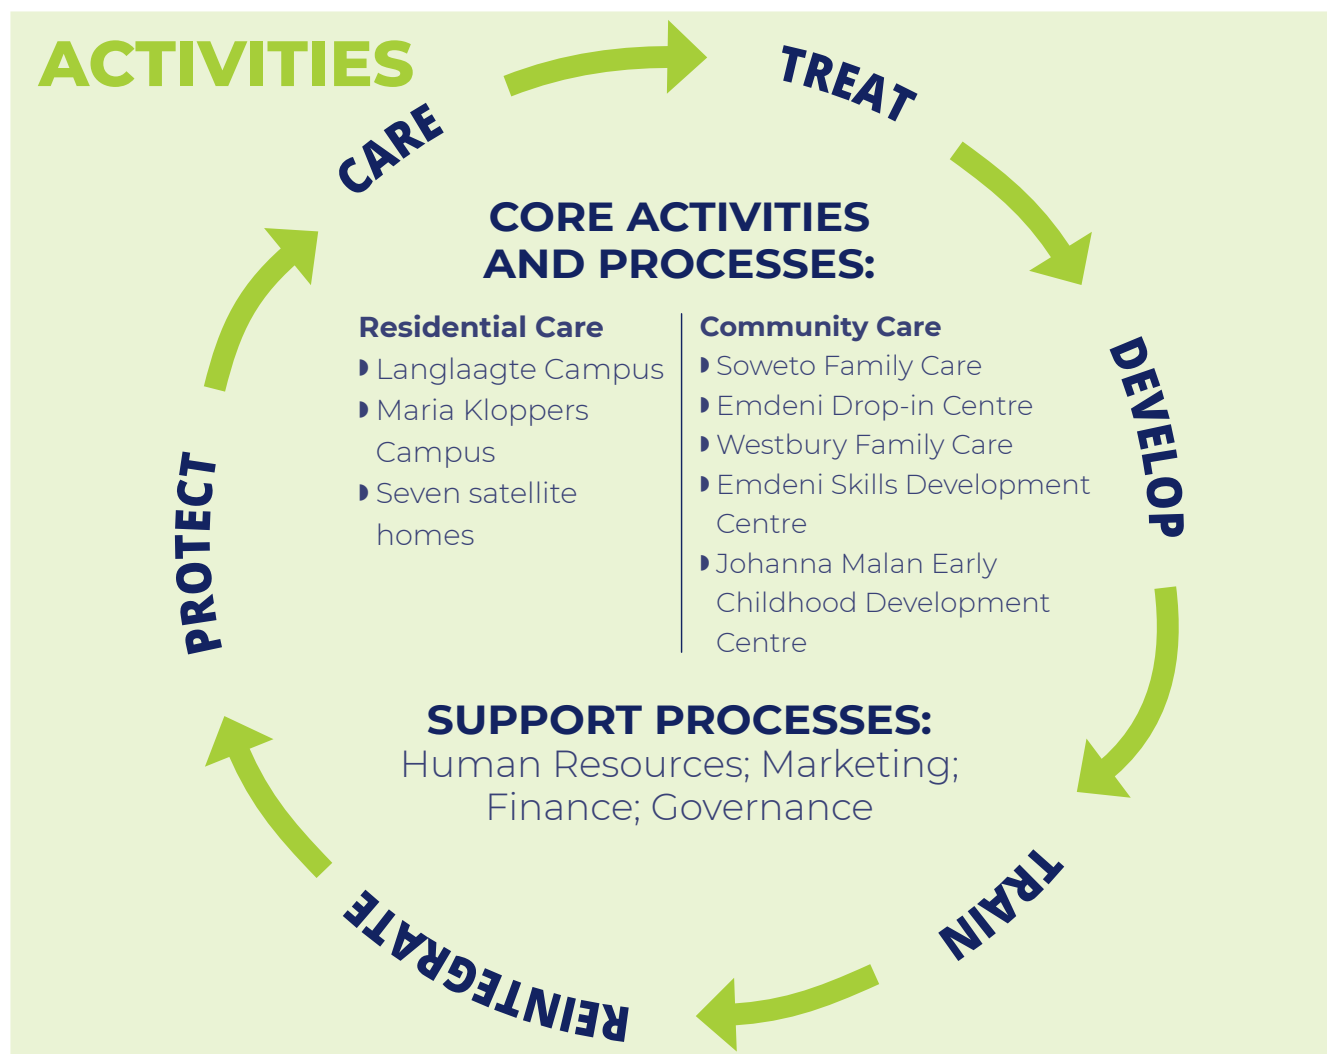 ACTIVITIES
CARE
TREAT
DEVELOP
TRAIN
REINTEGRATE
PROTECT
CORE ACTIVITIES
AND PROCESSES:
Residential Care
Langlaagte Campus
Maria Kloppers
Campus
Seven satellite
homes
Community Care
Soweto Family Care
Emdeni Drop-in Centre
Westbury Family Care
Emdeni Skills Development
Centre
Johanna Malan Early
Childhood Development
Centre
SUPPORT PROCESSES:
Human Resources; Marketing;
Finance; Governance